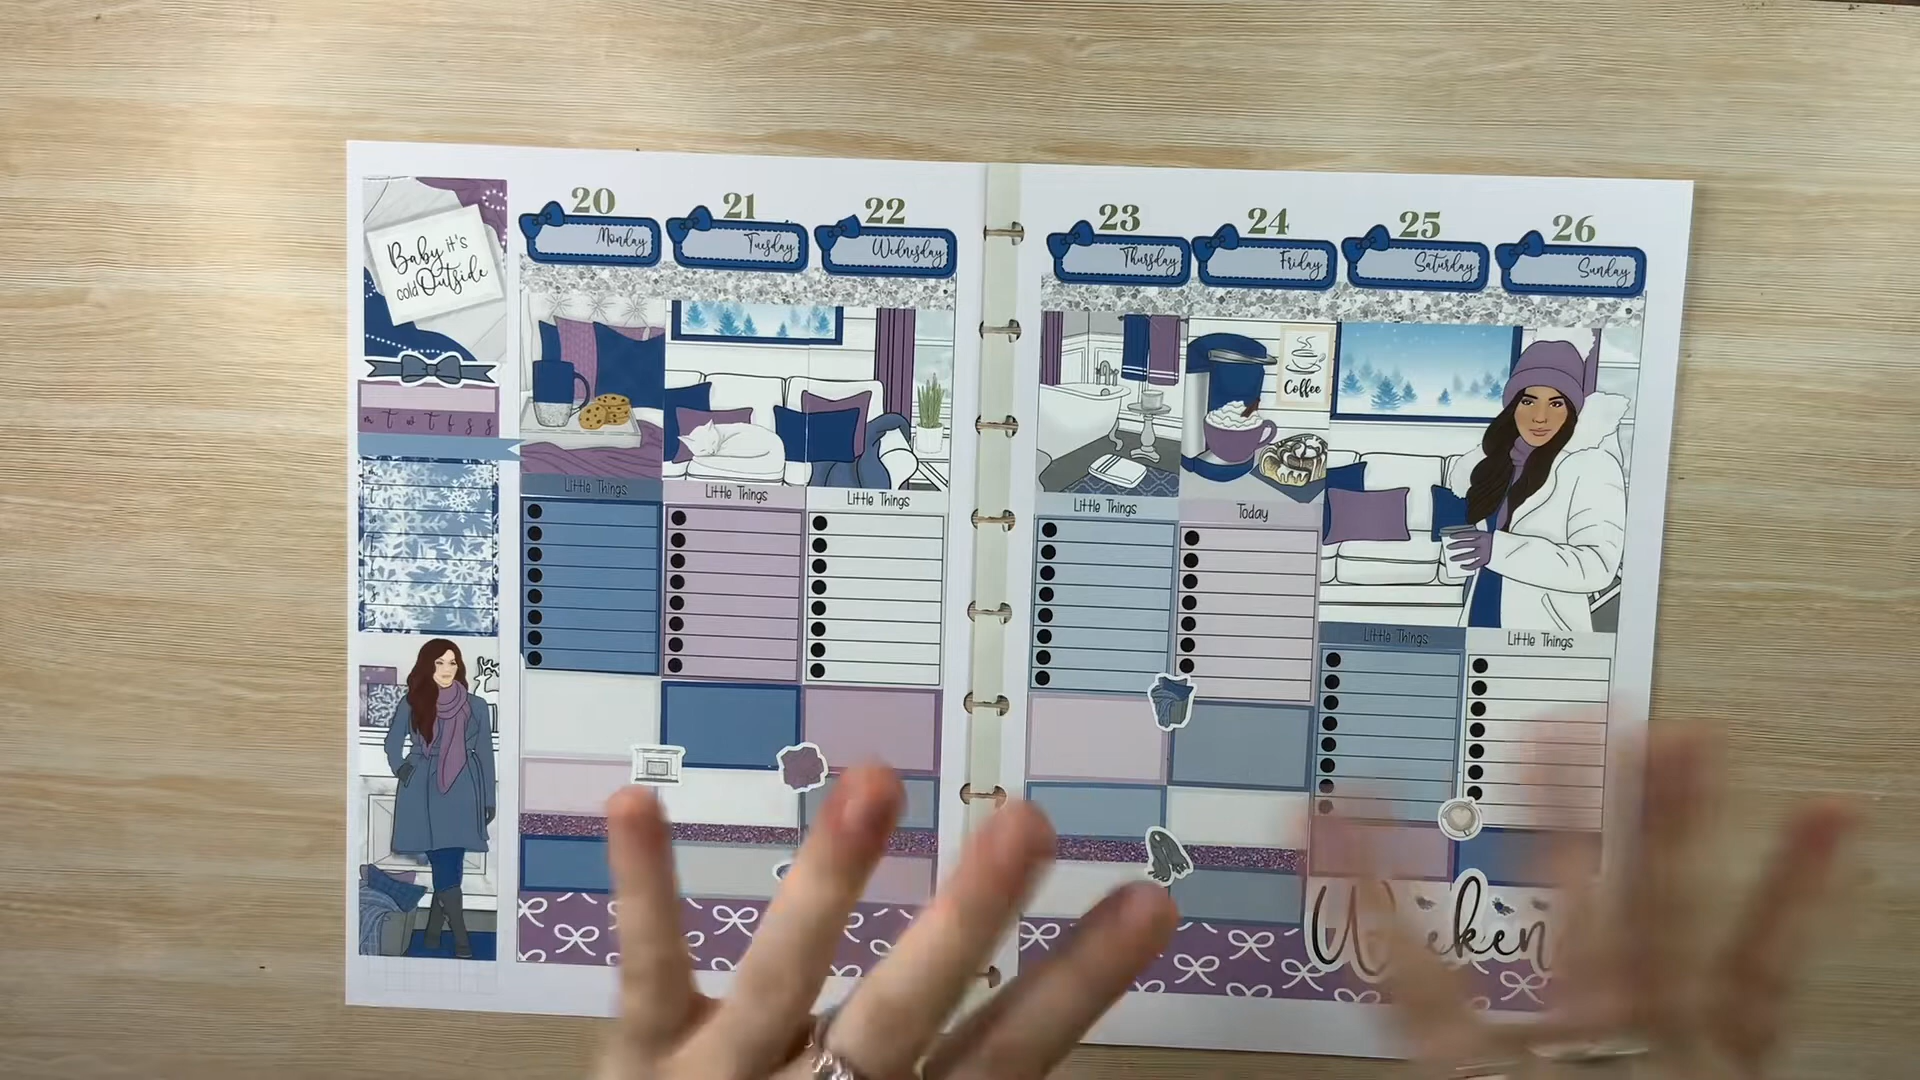 Baby it's
cold Outside
m t w t f s s
20 21 22 23 24 25 26
Monday Tuesday Wednesday Thursday Friday Saturday Sunday
Coffee
Little Things Little Things Little Things Little Things Today
Little Things Little Things